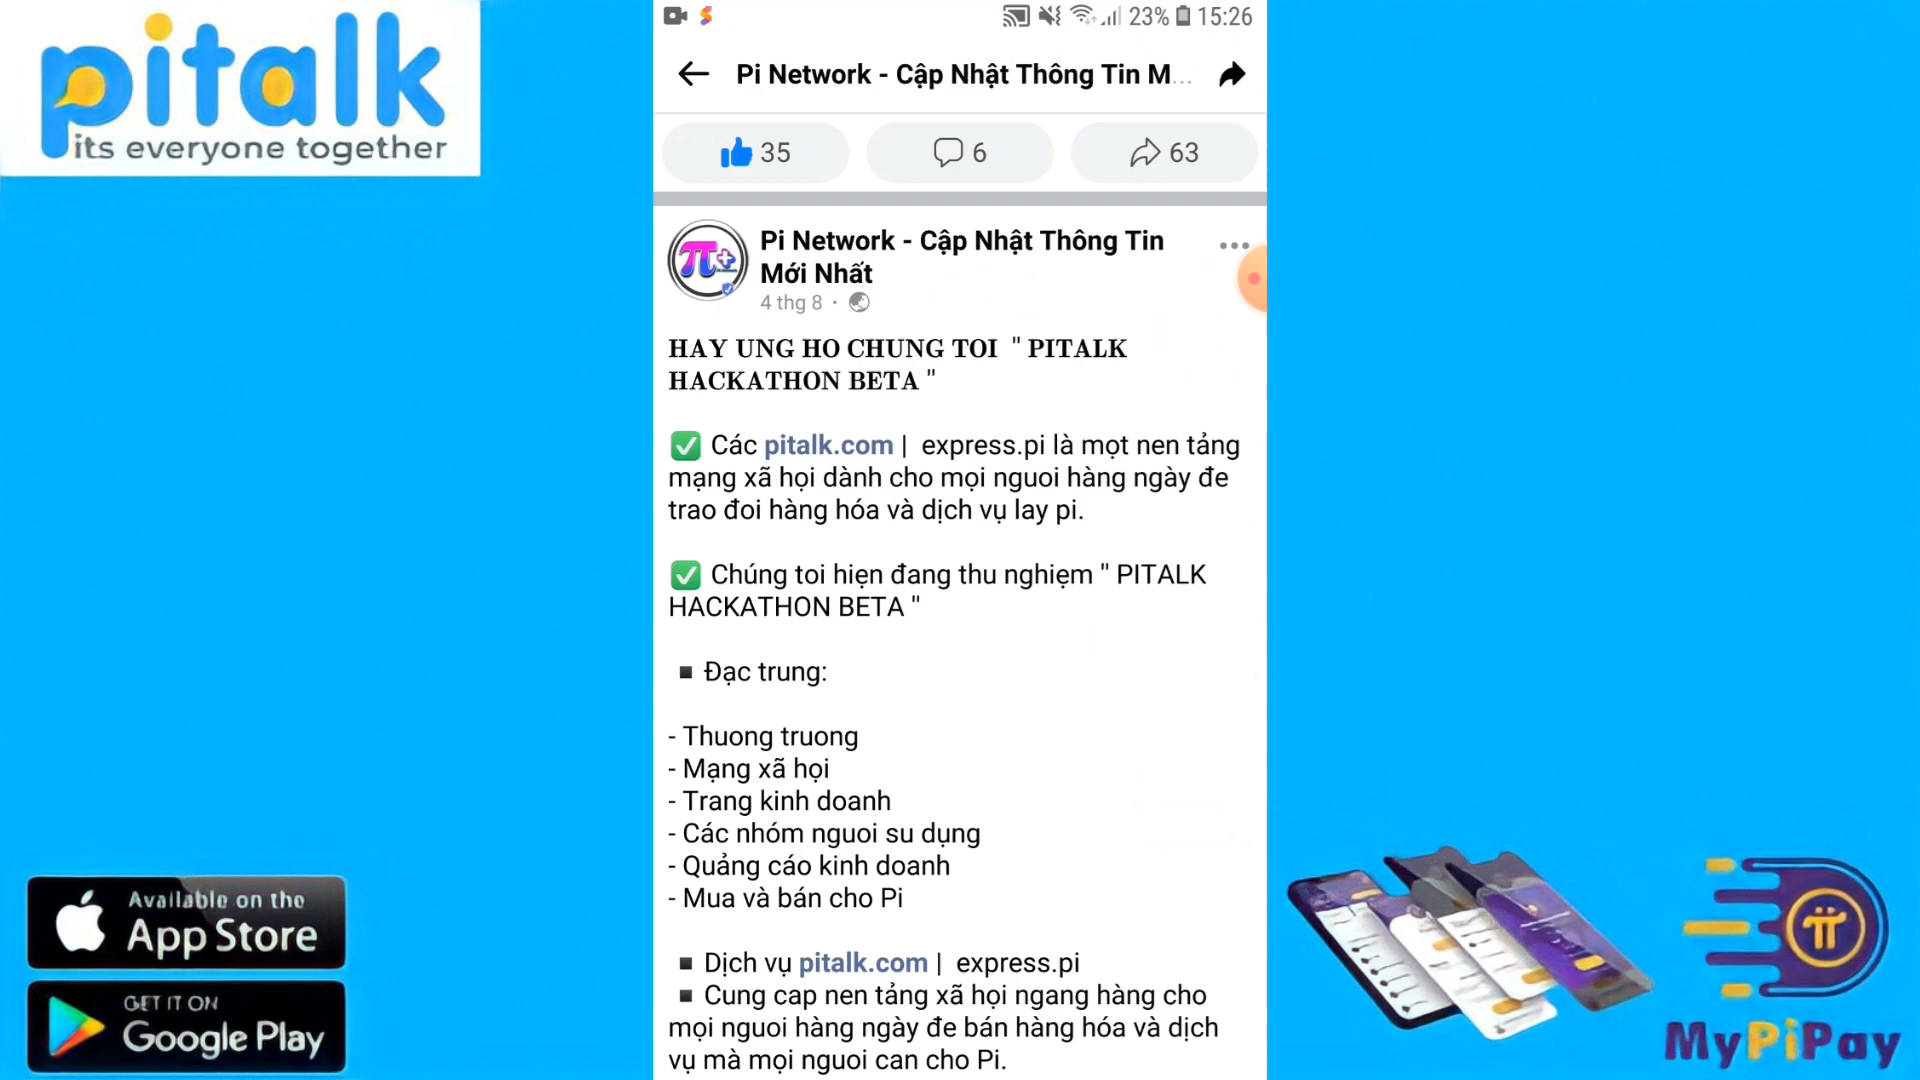 pitalk
its everyone together
23% 15:26
Pi Network - Cập Nhật Thông Tin M...
35
6
63
Pi Network - Cập Nhật Thông Tin
Mới Nhất
4 thg 8 ·
HAY UNG HO CHUNG TOI " PITALK
HACKATHON BETA "
✅ Các pitalk.com | express.pi là mọt nen tảng
mạng xã họi dành cho mọi nguoi hàng ngày đe
trao đoi hàng hóa và dịch vụ lay pi.
✅ Chúng toi hiẹn đang thu nghiẹm " PITALK
HACKATHON BETA "
▪ Đạc trung:
- Thuong truong
- Mạng xã họi
- Trang kinh doanh
- Các nhóm nguoi su dụng
- Quảng cáo kinh doanh
- Mua và bán cho Pi
▪ Dịch vụ pitalk.com | express.pi
▪ Cung cap nen tảng xã họi ngang hàng cho
mọi nguoi hàng ngày đe bán hàng hóa và dịch
vụ mà mọi nguoi can cho Pi.
Available on the
App Store
GET IT ON
Google Play
MyPiPay